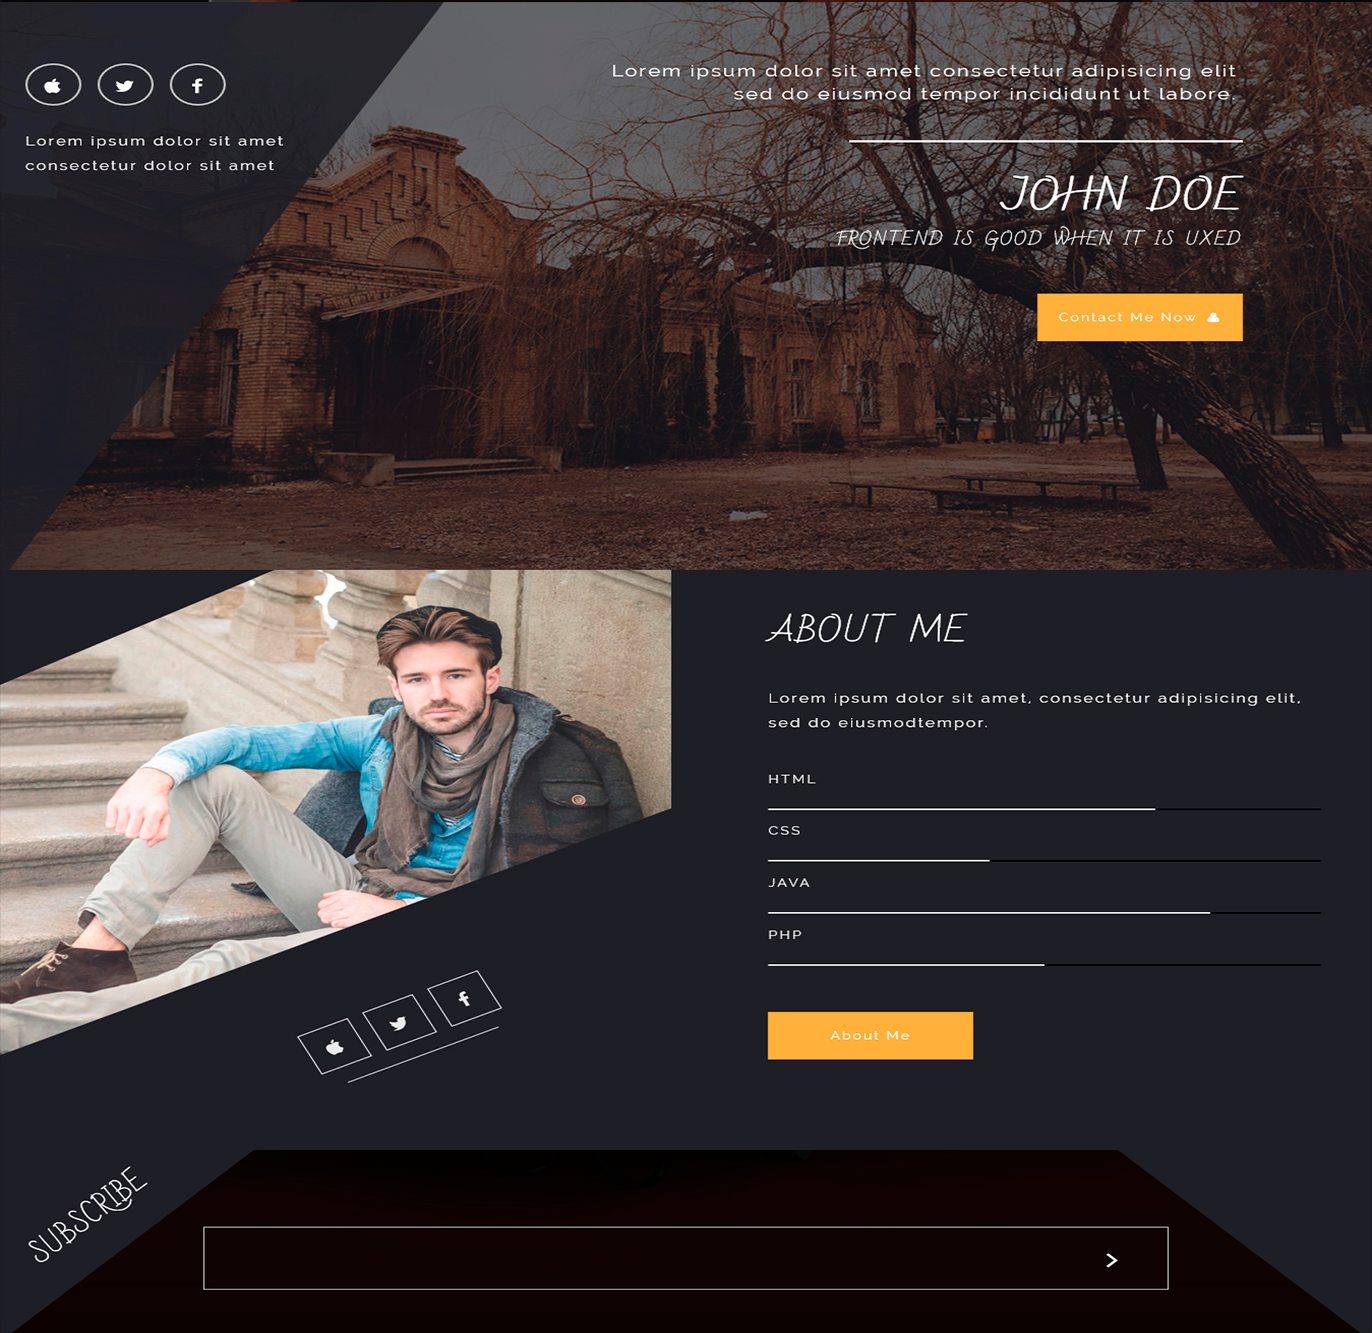 Lorem ipsum dolor sit amet
consectetur dolor sit amet
Lorem ipsum dolor sit amet consectetur adipisicing elit
sed do eiusmod tempor incididunt ut labore.
JOHN DOE
FRONTEND IS GOOD WHEN IT IS UXED
Contact Me Now
ABOUT ME
Lorem ipsum dolor sit amet, consectetur adipisicing elit,
sed do eiusmodtempor.
HTML
CSS
JAVA
PHP
About Me
SUBSCRIBE